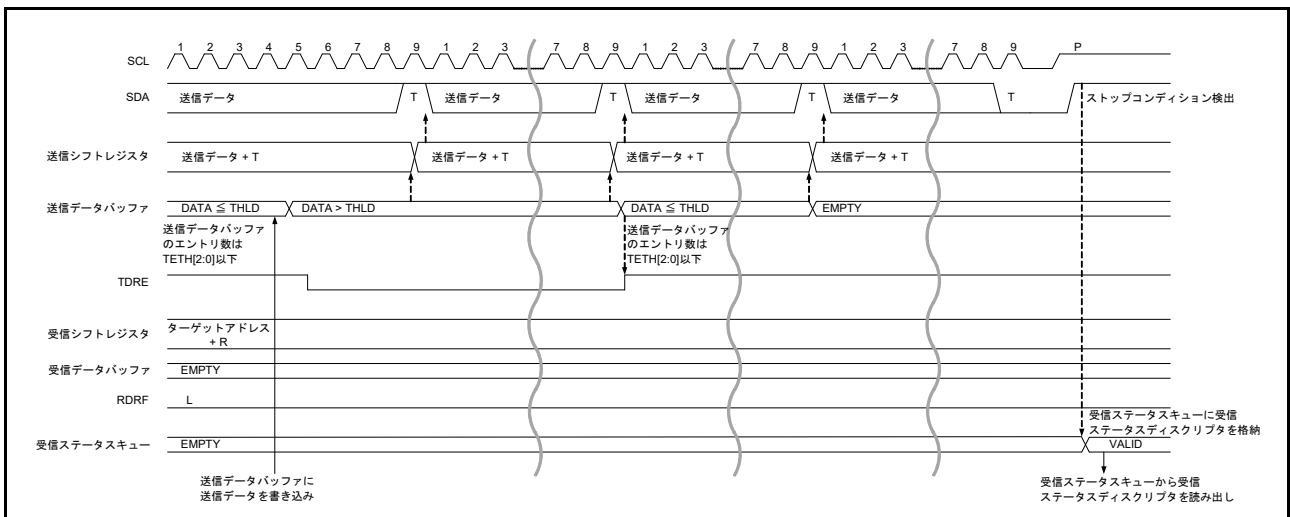 1 2 3 4 5 6 7 8 9 1 2 3 7 8 9 1 2 3 7 8 9 1 2 3 7 8 9 P
SCL
SDA 送信データ T 送信データ T 送信データ T 送信データ T ストップコンディション検出
送信シフトレジスタ 送信データ + T 送信データ + T 送信データ + T 送信データ + T
送信データバッファ DATA ≦ THLD DATA > THLD DATA ≦ THLD EMPTY
送信データバッファ
のエントリ数は
TETH[2:0]以下
送信データバッファ
のエントリ数は
TETH[2:0]以下
TDRE
受信シフトレジスタ ターゲットアドレス
+ R
受信データバッファ EMPTY
RDRF L
受信ステータスキューに受信
ステータスディスクリプタを格納
受信ステータスキュー EMPTY VALID
送信データバッファに
送信データを書き込み
受信ステータスキューから受信
ステータスディスクリプタを読み出し